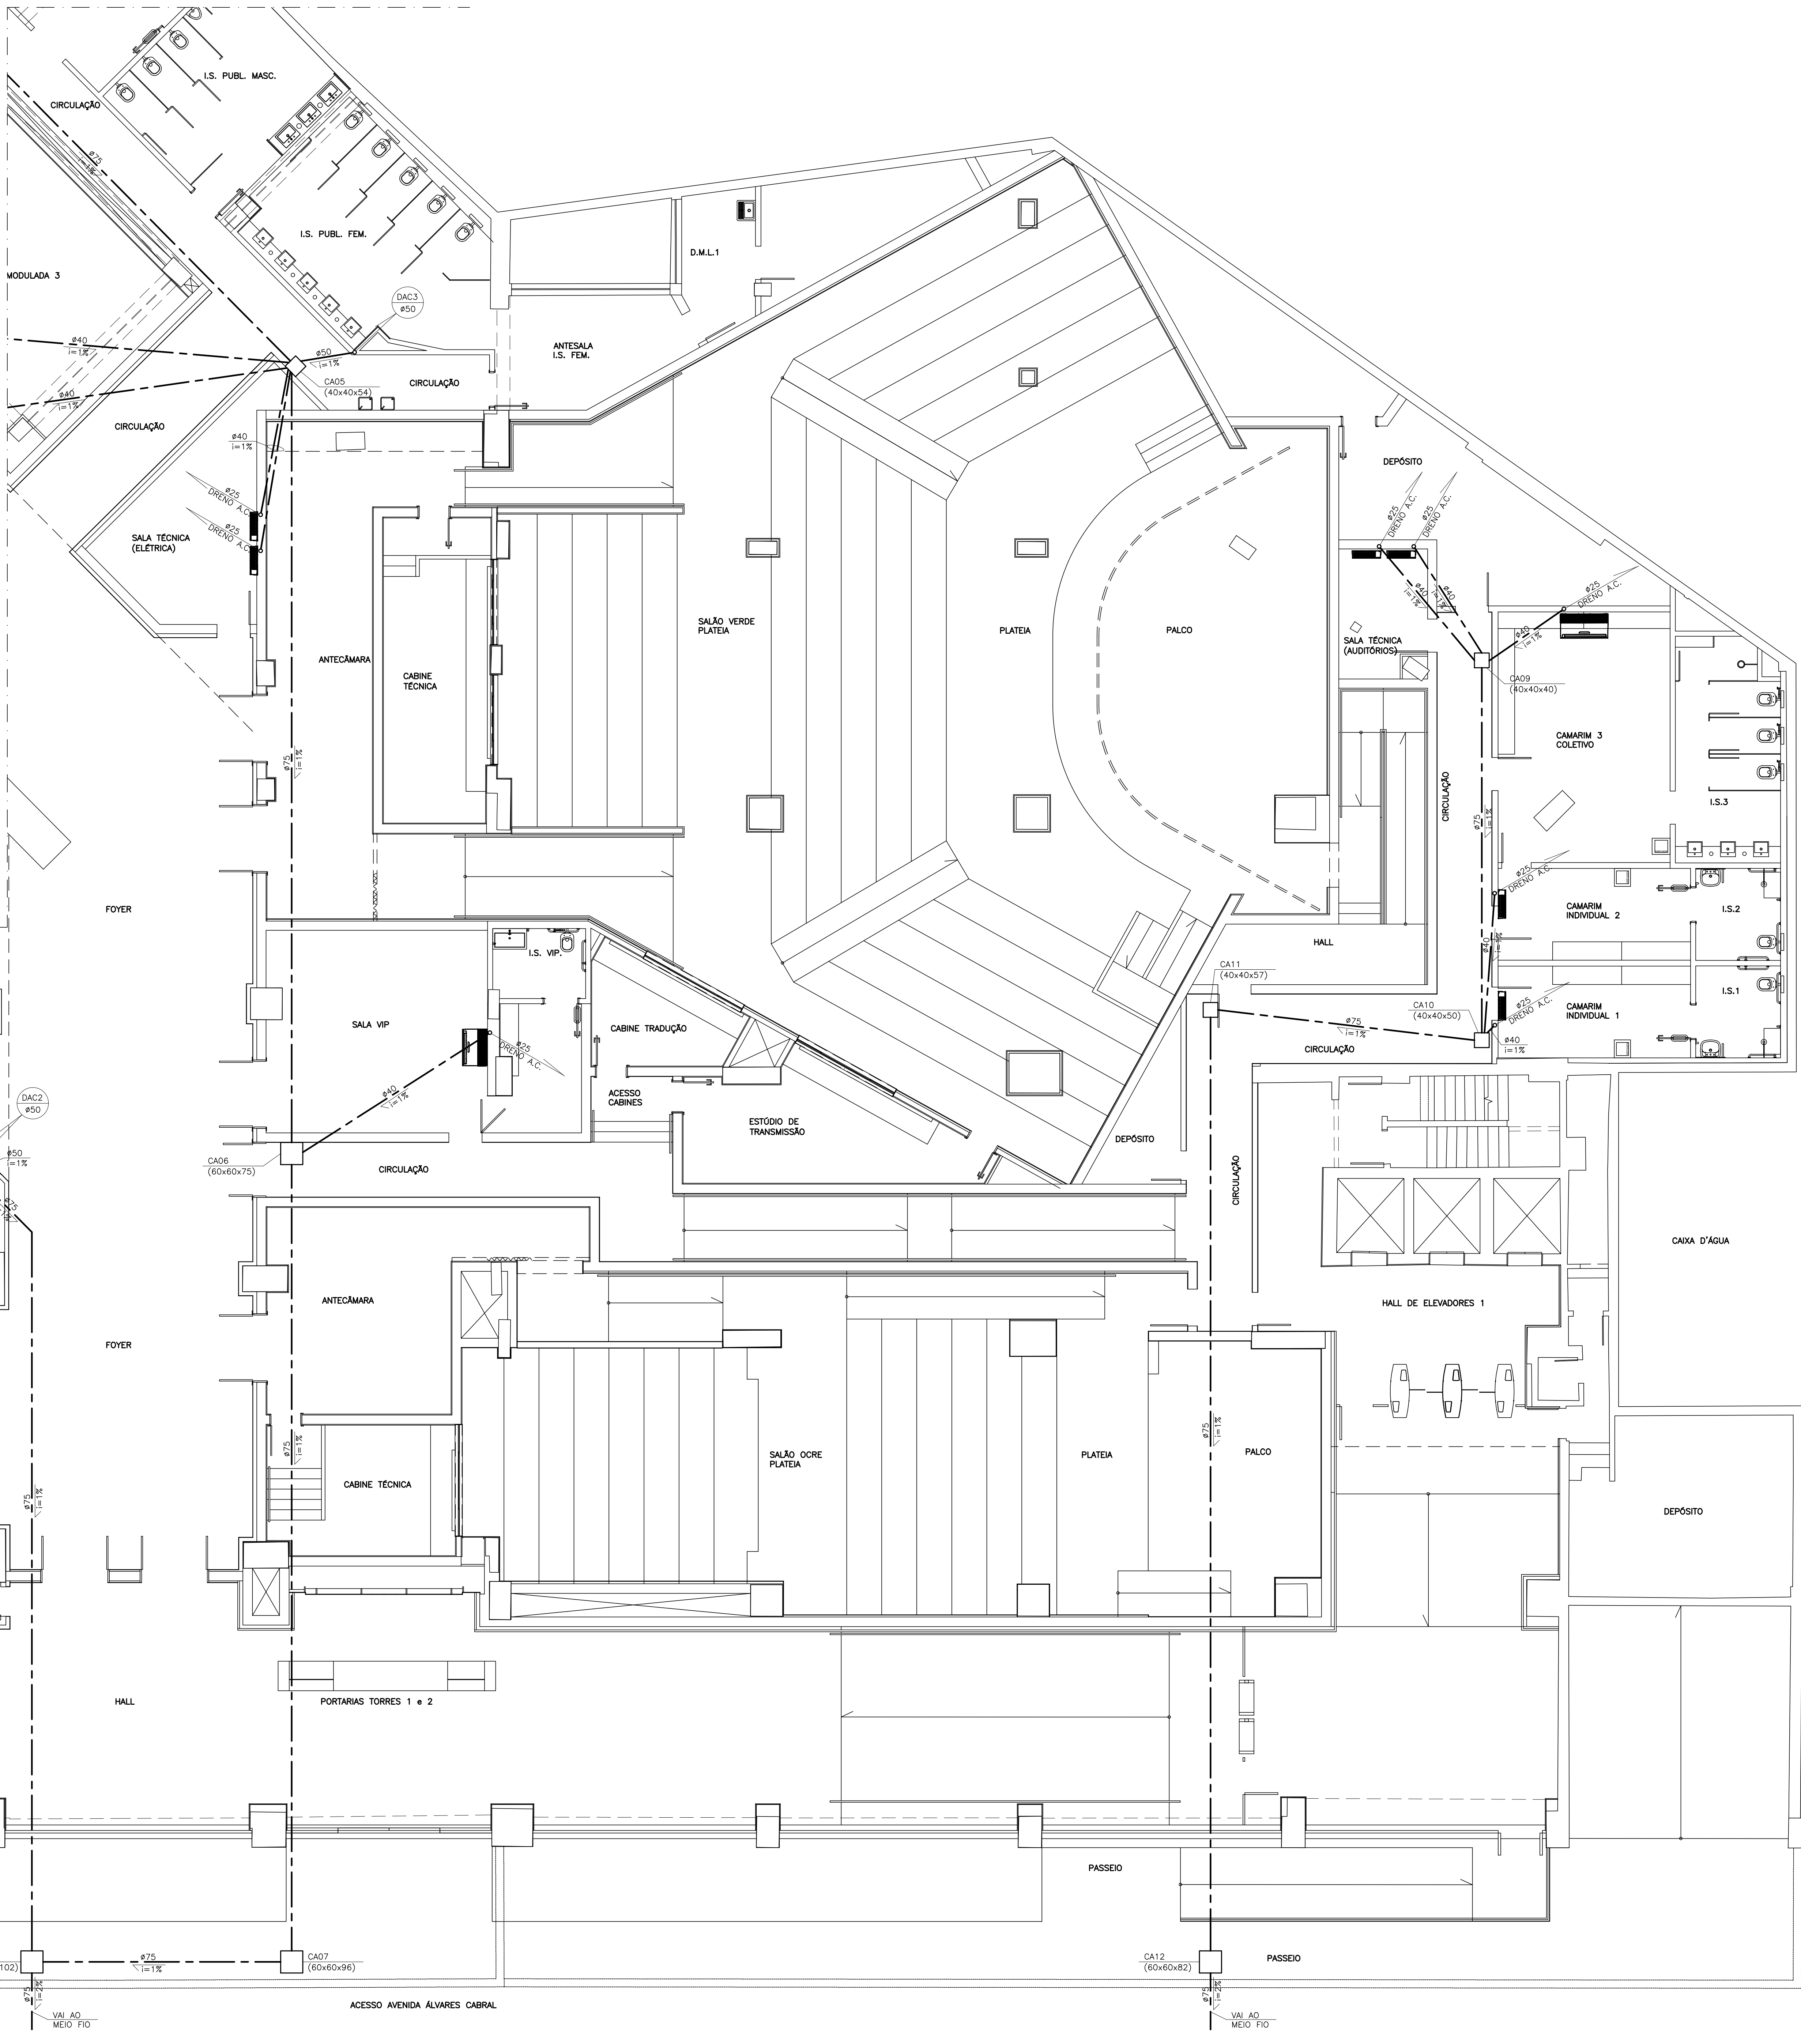 I.S. PUBL. MASC.
CIRCULAÇÃO
ø75
i=1%
I.S. PUBL. FEM.
D.M.L.1
MODULADA 3
DAC3
ø50
ø40
i=1%
ø50
i=1%
ANTESALA
I.S. FEM.
CA05
(40x40x54)
CIRCULAÇÃO
ø40
i=1%
CIRCULAÇÃO
ø40
i=1%
DEPÓSITO
ø25
DRENO A.C.
ø25
DRENO A.C.
ø25
DRENO A.C.
ø25
DRENO A.C.
SALA TÉCNICA
(ELÉTRICA)
ø40
i=1%
ø40
i=1%
ø25
DRENO A.C.
SALÃO VERDE
PLATEIA
PLATEIA
PALCO
SALA TÉCNICA
(AUDITÓRIOS)
ø40
i=1%
ANTECÂMARA
CABINE
TÉCNICA
CA09
(40x40x40)
CAMARIM 3
COLETIVO
ø75
i=1%
CIRCULAÇÃO
I.S.3
ø75
i=1%
ø25
DRENO A.C.
FOYER
CAMARIM
INDIVIDUAL 2
I.S.2
HALL
I.S. VIP.
ø40
i=1%
CA11
(40x40x57)
I.S.1
CA10
(40x40x50)
ø25
DRENO A.C.
CAMARIM
INDIVIDUAL 1
SALA VIP
CABINE TRADUÇÃO
ø75
i=1%
ø40
i=1%
CIRCULAÇÃO
ø25
DRENO A.C.
ø40
i=1%
ACESSO
CABINES
DAC2
ø50
ESTÚDIO DE
TRANSMISSÃO
DEPÓSITO
ø50
i=1%
CA06
(60x60x75)
CIRCULAÇÃO
CIRCULAÇÃO
ø75
CAIXA D'ÁGUA
ANTECÂMARA
HALL DE ELEVADORES 1
FOYER
ø75
i=1%
ø75
i=1%
SALÃO OCRE
PLATEIA
PLATEIA
PALCO
CABINE TÉCNICA
ø75
i=1%
DEPÓSITO
HALL
PORTARIAS TORRES 1 e 2
PASSEIO
102)
ø75
i=1%
CA07
(60x60x96)
CA12
(60x60x82)
PASSEIO
ø75
i=2%
ø75
i=2%
ACESSO AVENIDA ÁLVARES CABRAL
VAI AO
MEIO FIO
VAI AO
MEIO FIO